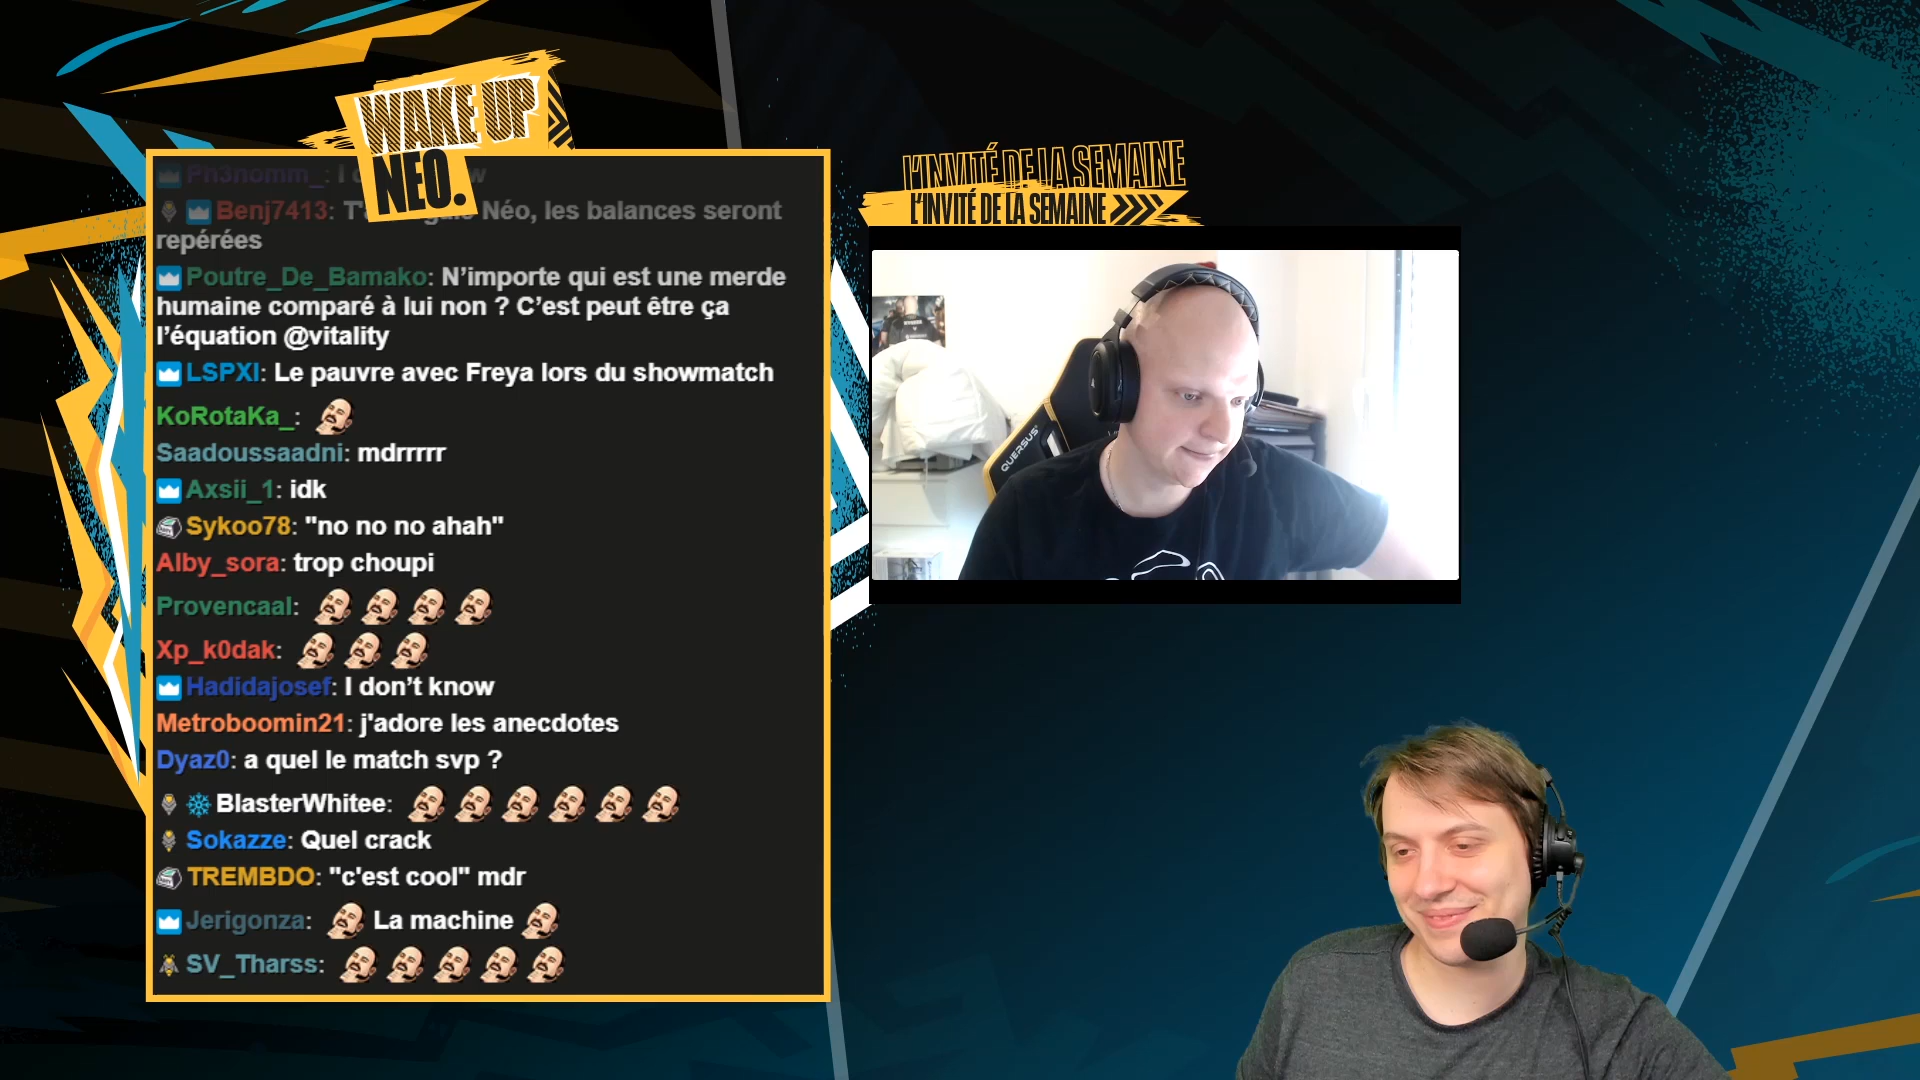 WAKE UP
NEO.
Ph3nomm_: I
Benj7413: Néo, les balances seront
repérées
Poutre_De_Bamako: N’importe qui est une merde
humaine comparé à lui non ? C’est peut être ça
l’équation @vitality
LSPXI: Le pauvre avec Freya lors du showmatch
KoRotaKa_:
Saadoussaadni: mdrrrrr
Axsii_1: idk
Sykoo78: "no no no ahah"
Alby_sora: trop choupi
Provencaal:
Xp_k0dak:
Hadidajosef: I don’t know
Metroboomin21: j'adore les anecdotes
Dyaz0: a quel le match svp ?
BlasterWhitee:
Sokazze: Quel crack
TREMBDO: "c'est cool" mdr
Jerigonza: La machine
SV_Tharss:
L'INVITÉ DE LA SEMAINE
L'INVITÉ DE LA SEMAINE
QUERSUS